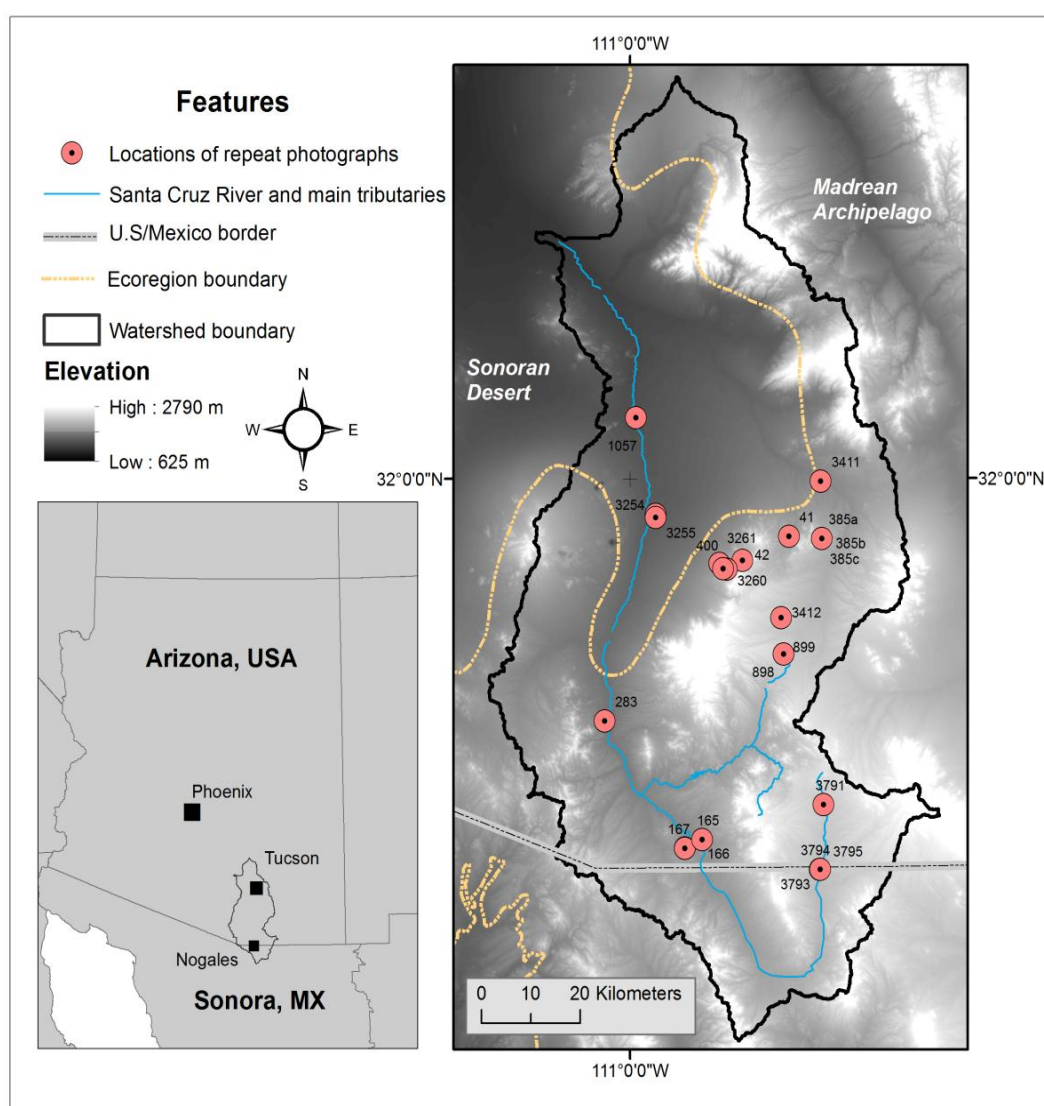 Features
Locations of repeat photographs
Santa Cruz River and main tributaries
U.S/Mexico border
Ecoregion boundary
Watershed boundary
Elevation
High : 2790 m
Low : 625 m
N
W
E
S
Arizona, USA
Phoenix
Tucson
Nogales
Sonora, MX
111°0'0"W
Madrean
Archipelago
Sonoran
Desert
1057
32°0'0"N
32°0'0"N
3411
3254
3255
41
385a
385b
385c
400
3261
42
3260
3412
899
898
283
3791
167
165
166
3794
3795
3793
0 10 20 Kilometers
111°0'0"W